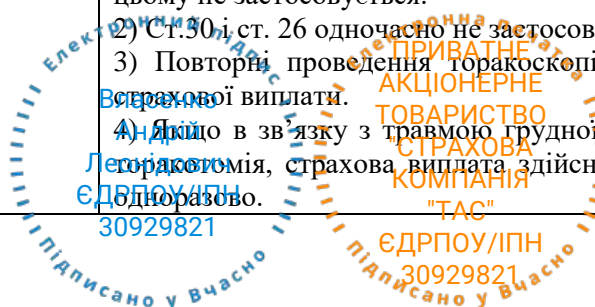 цьому не застосовується.
2) Ст.30 і ст. 26 одночасно не застосов
3) Повторні проведення торакоскопі
страхової виплати.
4) Якщо в зв’язку з травмою грудної
торакотомія, страхова виплата здійсн
одноразово.
Електронний підпис
Власенко
Андрій
Леонідович
ЄДРПОУ/ІПН
30929821
Підписано у Вчасно
Електронна печатка
ПРИВАТНЕ
АКЦІОНЕРНЕ
ТОВАРИСТВО
"СТРАХОВА
КОМПАНІЯ
"ТАС"
ЄДРПОУ/ІПН
30929821
Підписано у Вчасно